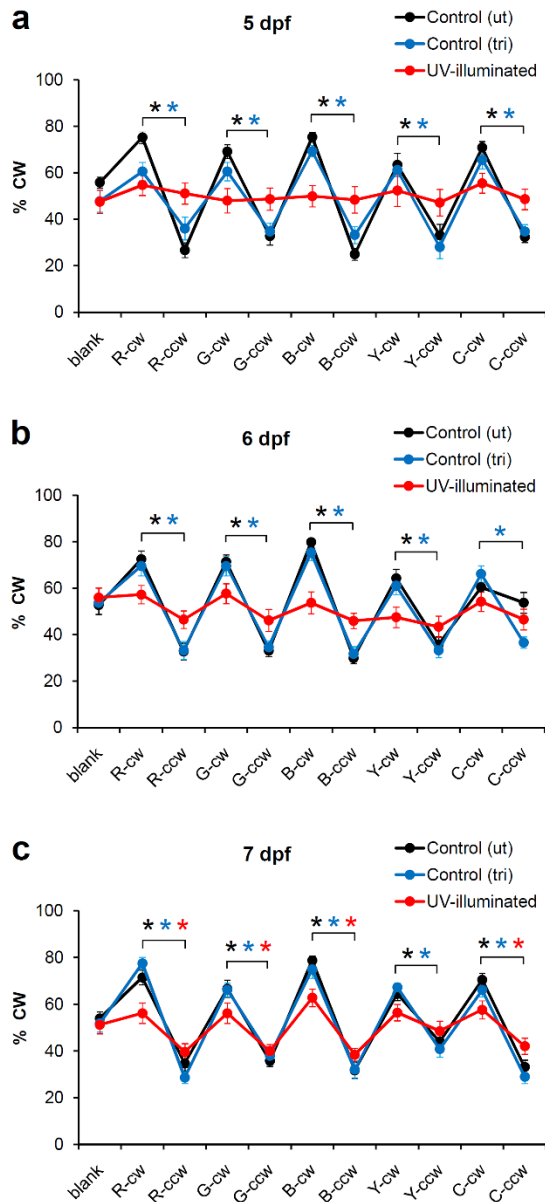 a
5 dpf
Control (ut)
Control (tri)
UV-illuminated
% CW
100
80
60
40
20
0
* * * * * * * * * *
blank R-cw R-ccw G-cw G-ccw B-cw B-ccw Y-cw Y-ccw C-cw C-ccw
b
6 dpf
Control (ut)
Control (tri)
UV-illuminated
% CW
100
80
60
40
20
0
* * * * * * * * *
blank R-cw R-ccw G-cw G-ccw B-cw B-ccw Y-cw Y-ccw C-cw C-ccw
c
7 dpf
Control (ut)
Control (tri)
UV-illuminated
% CW
100
80
60
40
20
0
* * * * * * * * * * * * * *
blank R-cw R-ccw G-cw G-ccw B-cw B-ccw Y-cw Y-ccw C-cw C-ccw